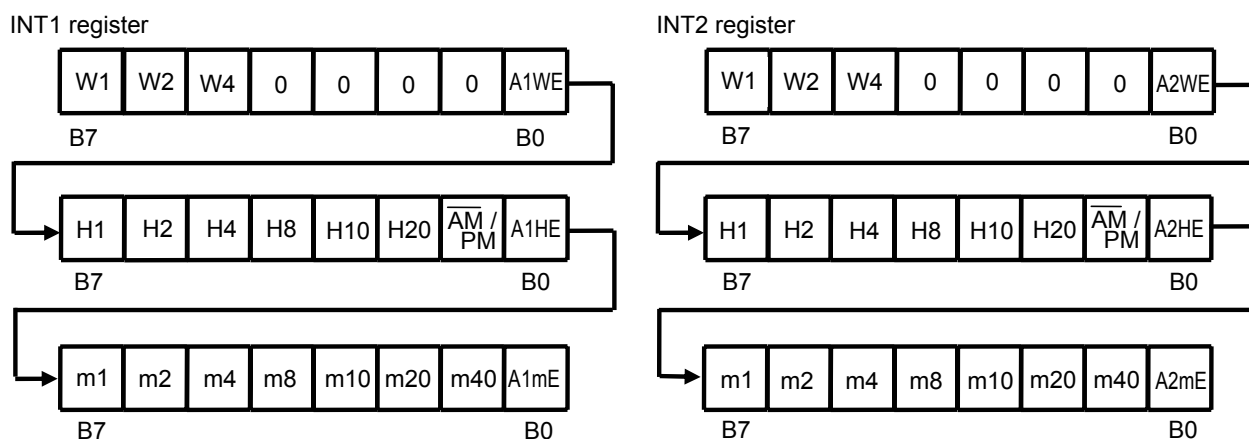 INT1 register
W1 W2 W4 0 0 0 0 A1WE
B7 B0
H1 H2 H4 H8 H10 H20 AM / PM A1HE
B7 B0
m1 m2 m4 m8 m10 m20 m40 A1mE
B7 B0
INT2 register
W1 W2 W4 0 0 0 0 A2WE
B7 B0
H1 H2 H4 H8 H10 H20 AM / PM A2HE
B7 B0
m1 m2 m4 m8 m10 m20 m40 A2mE
B7 B0